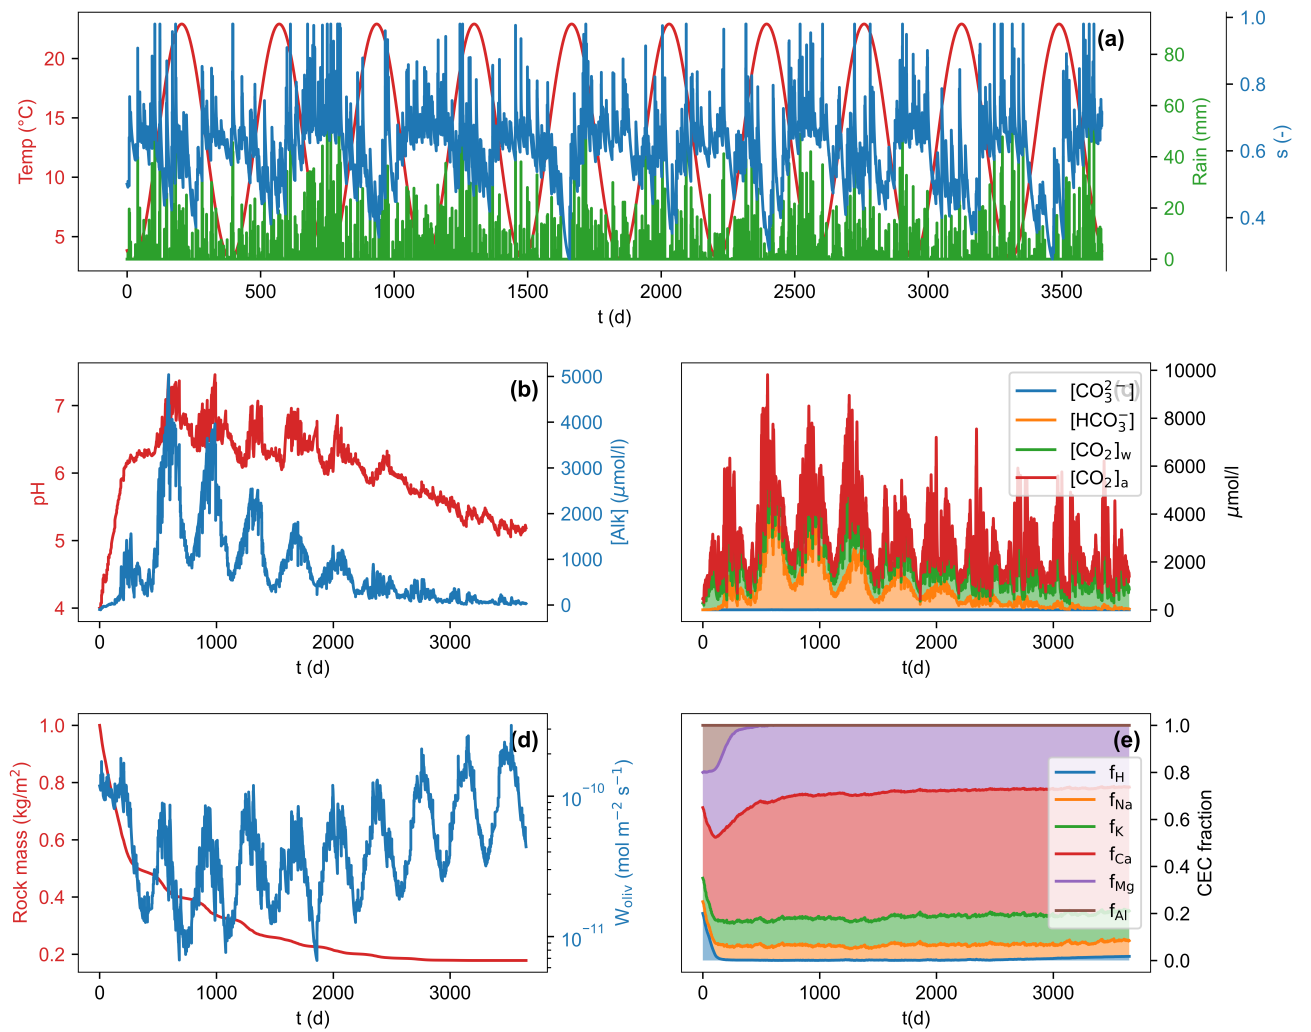 (a)
Temp (°C)
20
15
10
5
Rain (mm)
80
60
40
20
0
s (-)
1.0
0.8
0.6
0.4
0 500 1000 1500 2000 2500 3000 3500
t (d)
(b)
pH
7
6
5
4
[Alk] (μmol/l)
5000
4000
3000
2000
1000
0
0 1000 2000 3000
t (d)
(c)
[CO₃²⁻]
[HCO₃⁻]
[CO₂]w
[CO₂]a
μmol/l
10000
8000
6000
4000
2000
0
0 1000 2000 3000
t(d)
(d)
Rock mass (kg/m²)
1.0
0.8
0.6
0.4
0.2
Woliv (mol m⁻² s⁻¹)
10⁻¹⁰
10⁻¹¹
0 1000 2000 3000
t (d)
(e)
fH
fNa
fK
fCa
fMg
fAl
CEC fraction
1.0
0.8
0.6
0.4
0.2
0.0
0 1000 2000 3000
t(d)